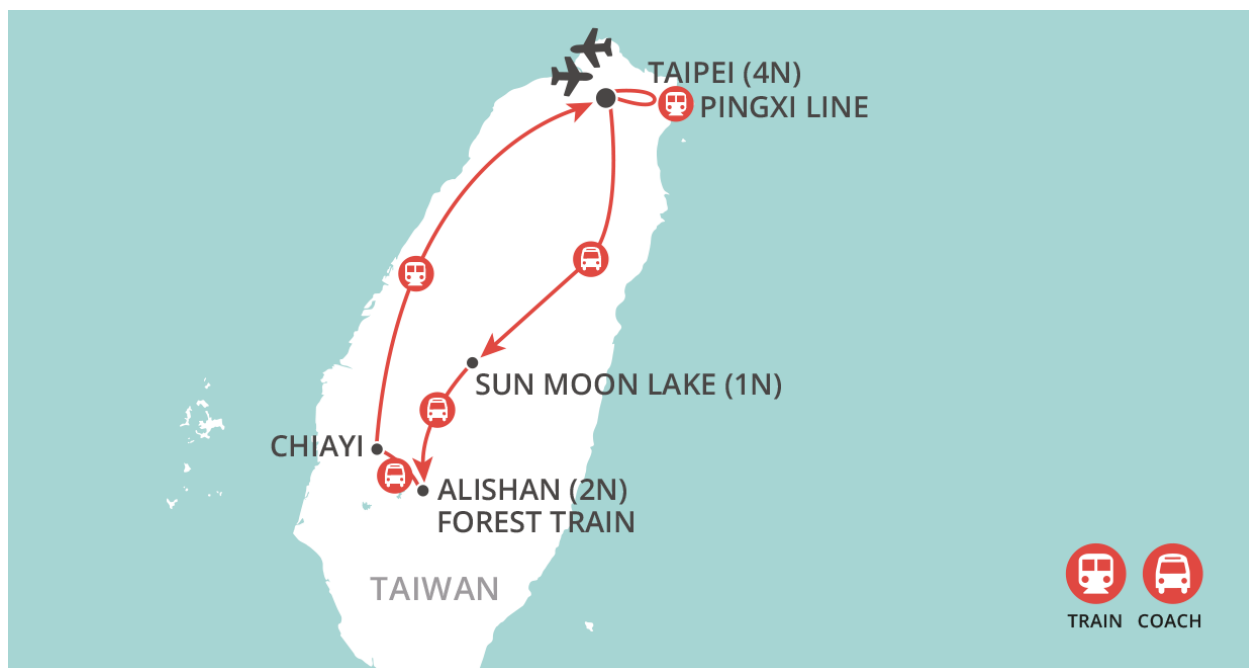 TAIPEI (4N)
PINGXI LINE
SUN MOON LAKE (1N)
CHIAYI
ALISHAN (2N)
FOREST TRAIN
TAIWAN
TRAIN COACH